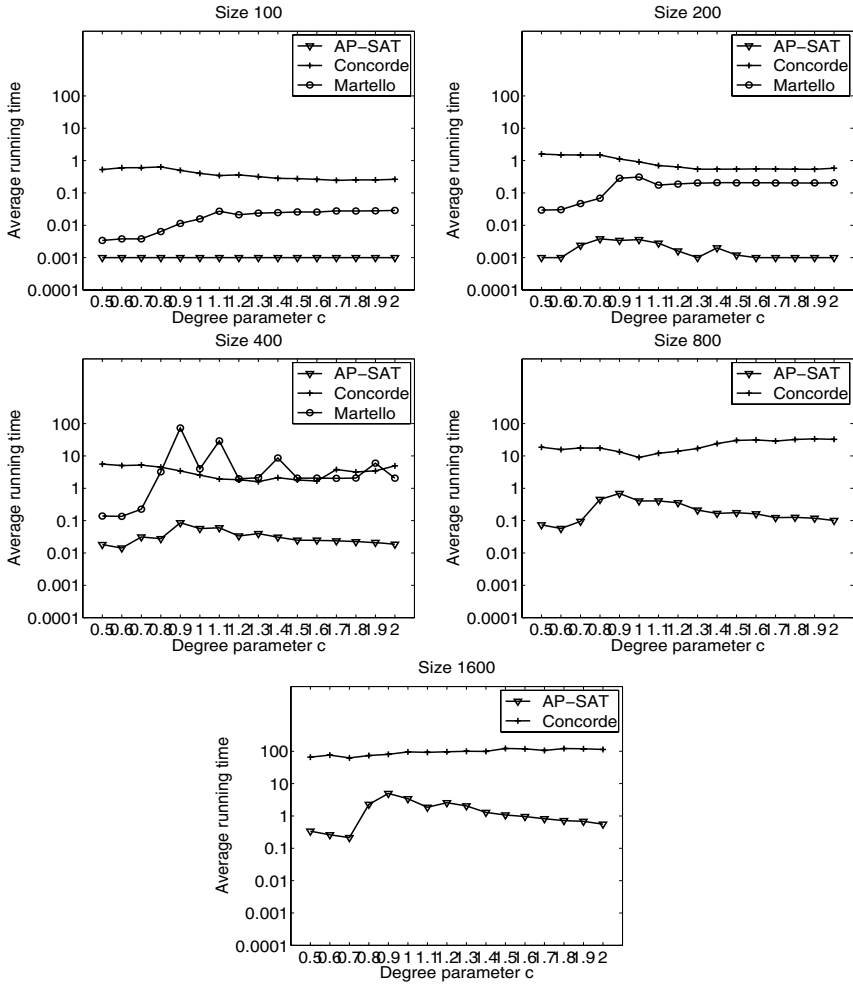 Size 100
AP-SAT
Concorde
Martello
Average running time
100
10
1
0.1
0.01
0.001
0.0001
0.5 0.6 0.7 0.8 0.9 1 1.1 1.2 1.3 1.4 1.5 1.6 1.7 1.8 1.9 2
Degree parameter c
Size 200
AP-SAT
Concorde
Martello
Average running time
100
10
1
0.1
0.01
0.001
0.0001
0.5 0.6 0.7 0.8 0.9 1 1.1 1.2 1.3 1.4 1.5 1.6 1.7 1.8 1.9 2
Degree parameter c
Size 400
AP-SAT
Concorde
Martello
Average running time
100
10
1
0.1
0.01
0.001
0.0001
0.5 0.6 0.7 0.8 0.9 1 1.1 1.2 1.3 1.4 1.5 1.6 1.7 1.8 1.9 2
Degree parameter c
Size 800
AP-SAT
Concorde
Average running time
100
10
1
0.1
0.01
0.001
0.0001
0.5 0.6 0.7 0.8 0.9 1 1.1 1.2 1.3 1.4 1.5 1.6 1.7 1.8 1.9 2
Degree parameter c
Size 1600
AP-SAT
Concorde
Average running time
100
10
1
0.1
0.01
0.001
0.0001
0.5 0.6 0.7 0.8 0.9 1 1.1 1.2 1.3 1.4 1.5 1.6 1.7 1.8 1.9 2
Degree parameter c